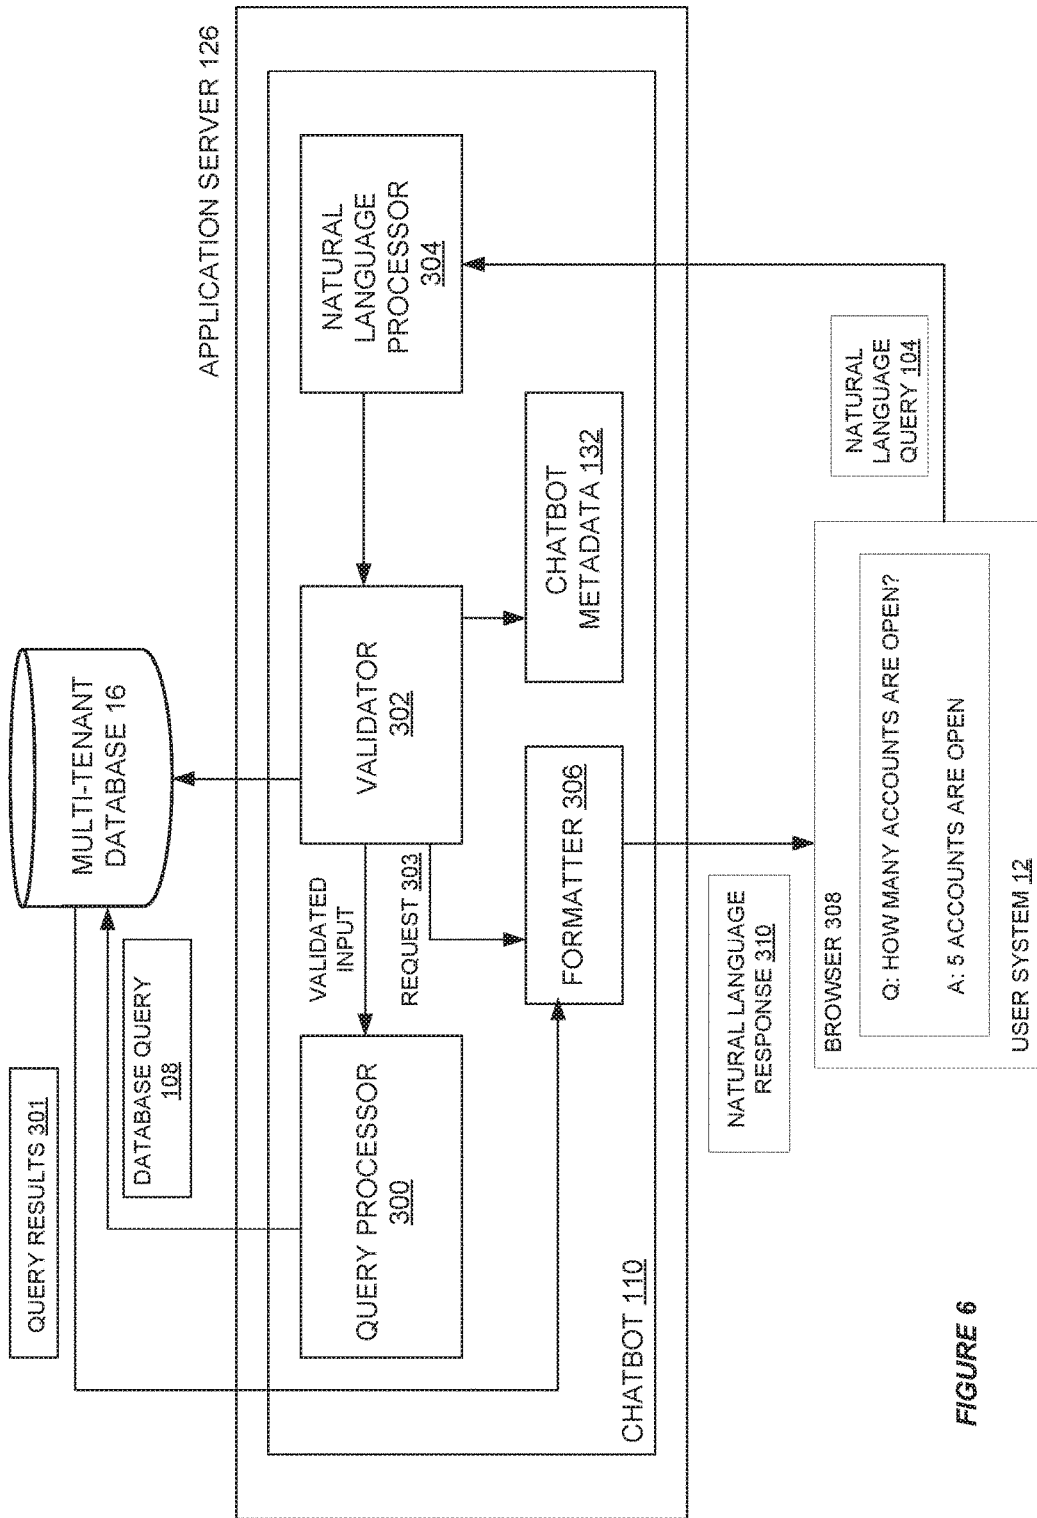 QUERY RESULTS 301
DATABASE QUERY
108
MULTI-TENANT
DATABASE 16
APPLICATION SERVER 126
QUERY PROCESSOR
300
VALIDATED
INPUT
REQUEST 303
VALIDATOR
302
NATURAL
LANGUAGE
PROCESSOR
304
FORMATTER 306
CHATBOT
METADATA 132
CHATBOT 110
NATURAL LANGUAGE
RESPONSE 310
NATURAL
LANGUAGE
QUERY 104
BROWSER 308
Q: HOW MANY ACCOUNTS ARE OPEN?
A: 5 ACCOUNTS ARE OPEN
USER SYSTEM 12
FIGURE 6